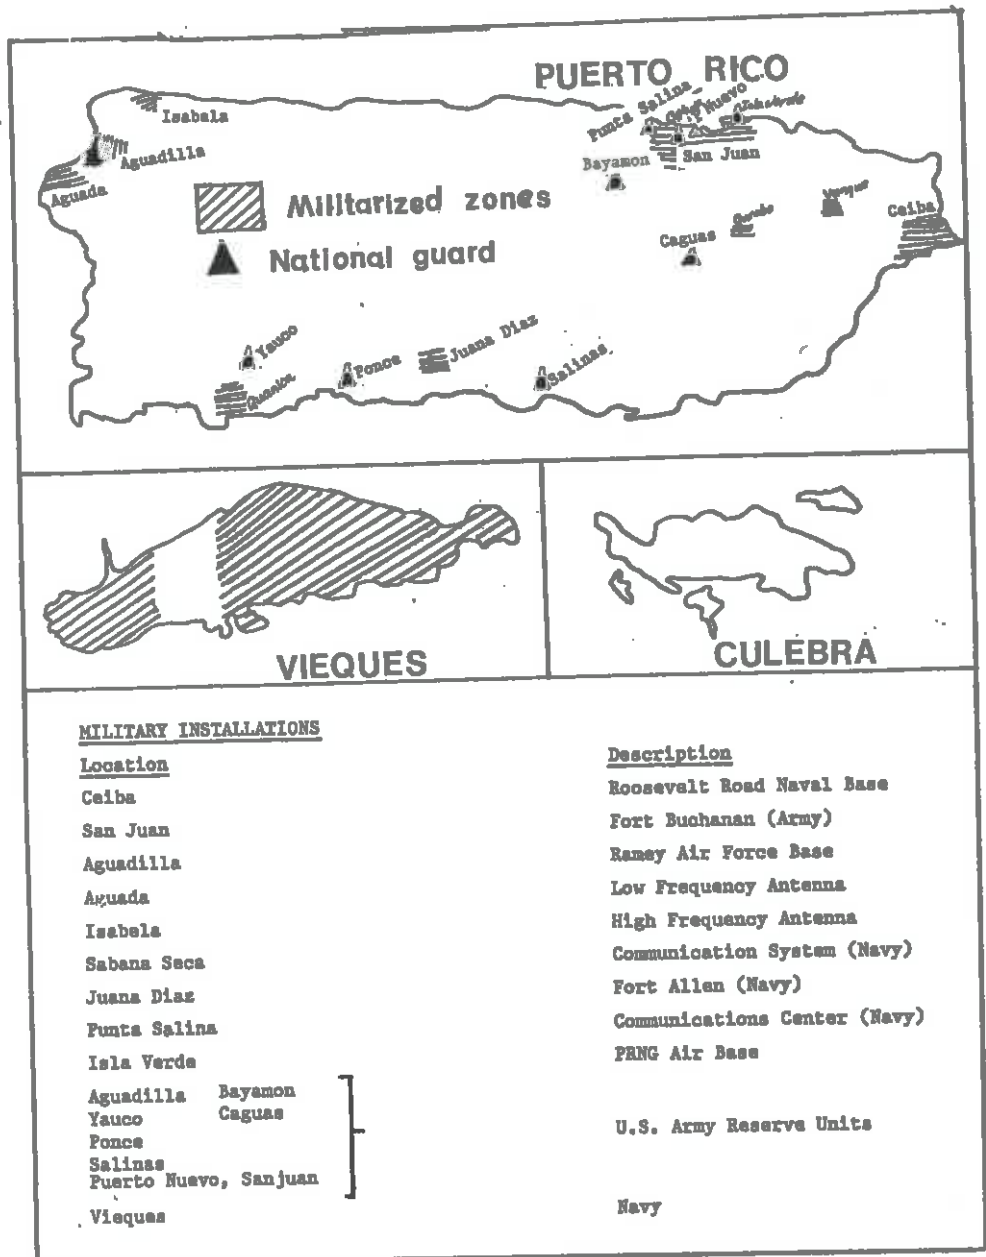 PUERTO RICO
Isabela
Punta Salina
Nuevo
Aguadilla
San Juan
Bayamon
Aguada
Militarized zones
Ceiba
Caguas
National guard
Yauco
Ponce
Juana Diaz
Salinas
Guanica
VIEQUES
CULEBRA
MILITARY INSTALLATIONS
Location Description
Ceiba Roosevelt Road Naval Base
San Juan Fort Buchanan (Army)
Aguadilla Ramey Air Force Base
Aguada Low Frequency Antenna
Isabela High Frequency Antenna
Sabana Seca Communication System (Navy)
Juana Diaz Fort Allen (Navy)
Punta Salina Communications Center (Navy)
Isla Verde PRNG Air Base
Aguadilla Bayamon
Yauco Caguas
Ponce U.S. Army Reserve Units
Salinas
Puerto Nuevo, Sanjuan
Vieques Navy